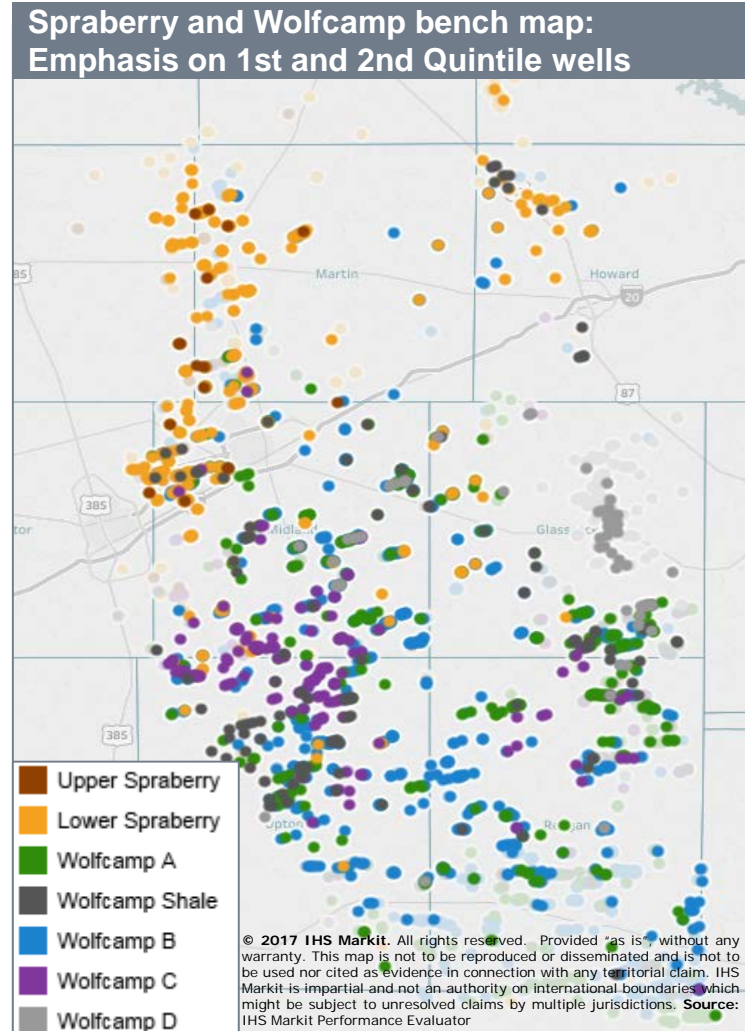 Spraberry and Wolfcamp bench map:
Emphasis on 1st and 2nd Quintile wells
Martin
Howard
20
87
385
Midland
385
Upton
Upper Spraberry
Lower Spraberry
Wolfcamp A
Wolfcamp Shale
Wolfcamp B
Wolfcamp C
Wolfcamp D
© 2017 IHS Markit. All rights reserved. Provided "as is", without any
warranty. This map is not to be reproduced or disseminated and is not to
be used nor cited as evidence in connection with any territorial claim. IHS
Markit is impartial and not an authority on international boundaries which
might be subject to unresolved claims by multiple jurisdictions. Source:
IHS Markit Performance Evaluator